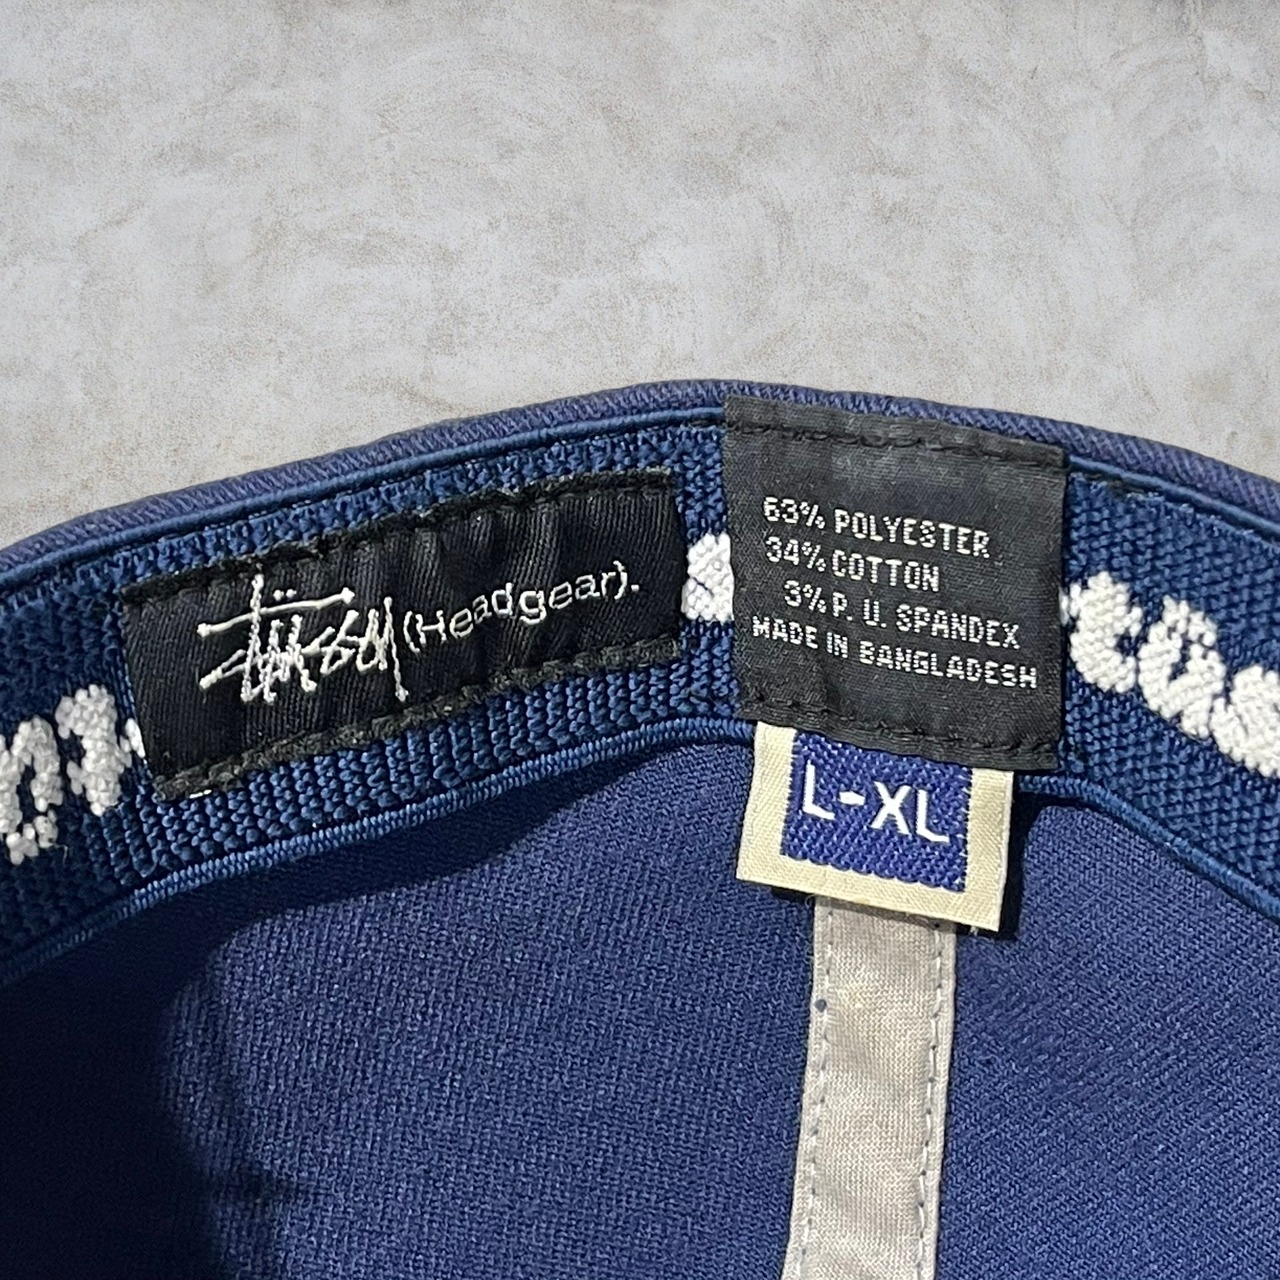 Stüssy (Headgear).
63% POLYESTER
34% COTTON
3% P. U. SPANDEX
MADE IN BANGLADESH
L-XL